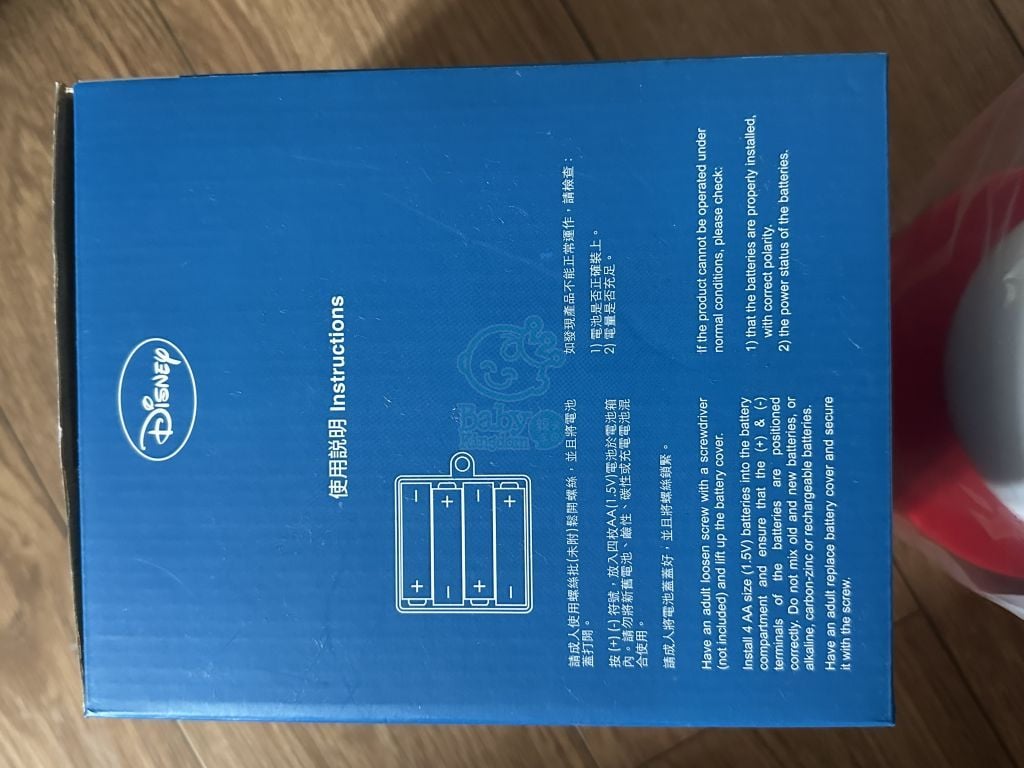 Disney
使用說明 Instructions
請成人使用螺絲批(未附)鬆開螺絲，並且將電池
蓋打開。
按 (+) (-) 符號，放入四枚AA(1.5V)電池於電池箱
內。請勿將新舊電池、鹼性、碳性或充電電池混
合使用。
請成人將電池蓋蓋好，並且將螺絲鎖緊。
如發現產品不能正常運作，請檢查：
1) 電池是否正確裝上。
2) 電量是否充足。
Have an adult loosen screw with a screwdriver
(not included) and lift up the battery cover.
Install 4 AA size (1.5V) batteries into the battery
compartment and ensure that the (+) & (-)
terminals of the batteries are positioned
correctly. Do not mix old and new batteries, or
alkaline, carbon-zinc or rechargeable batteries.
Have an adult replace battery cover and secure
it with the screw.
If the product cannot be operated under
normal conditions, please check:
1) that the batteries are properly installed,
with correct polarity.
2) the power status of the batteries.
Baby
Kingdom